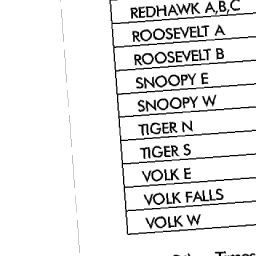 REDHAWK A,B,C
ROOSEVELT A
ROOSEVELT B
SNOOPY E
SNOOPY W
TIGER N
TIGER S
VOLK E
VOLK FALLS
VOLK W